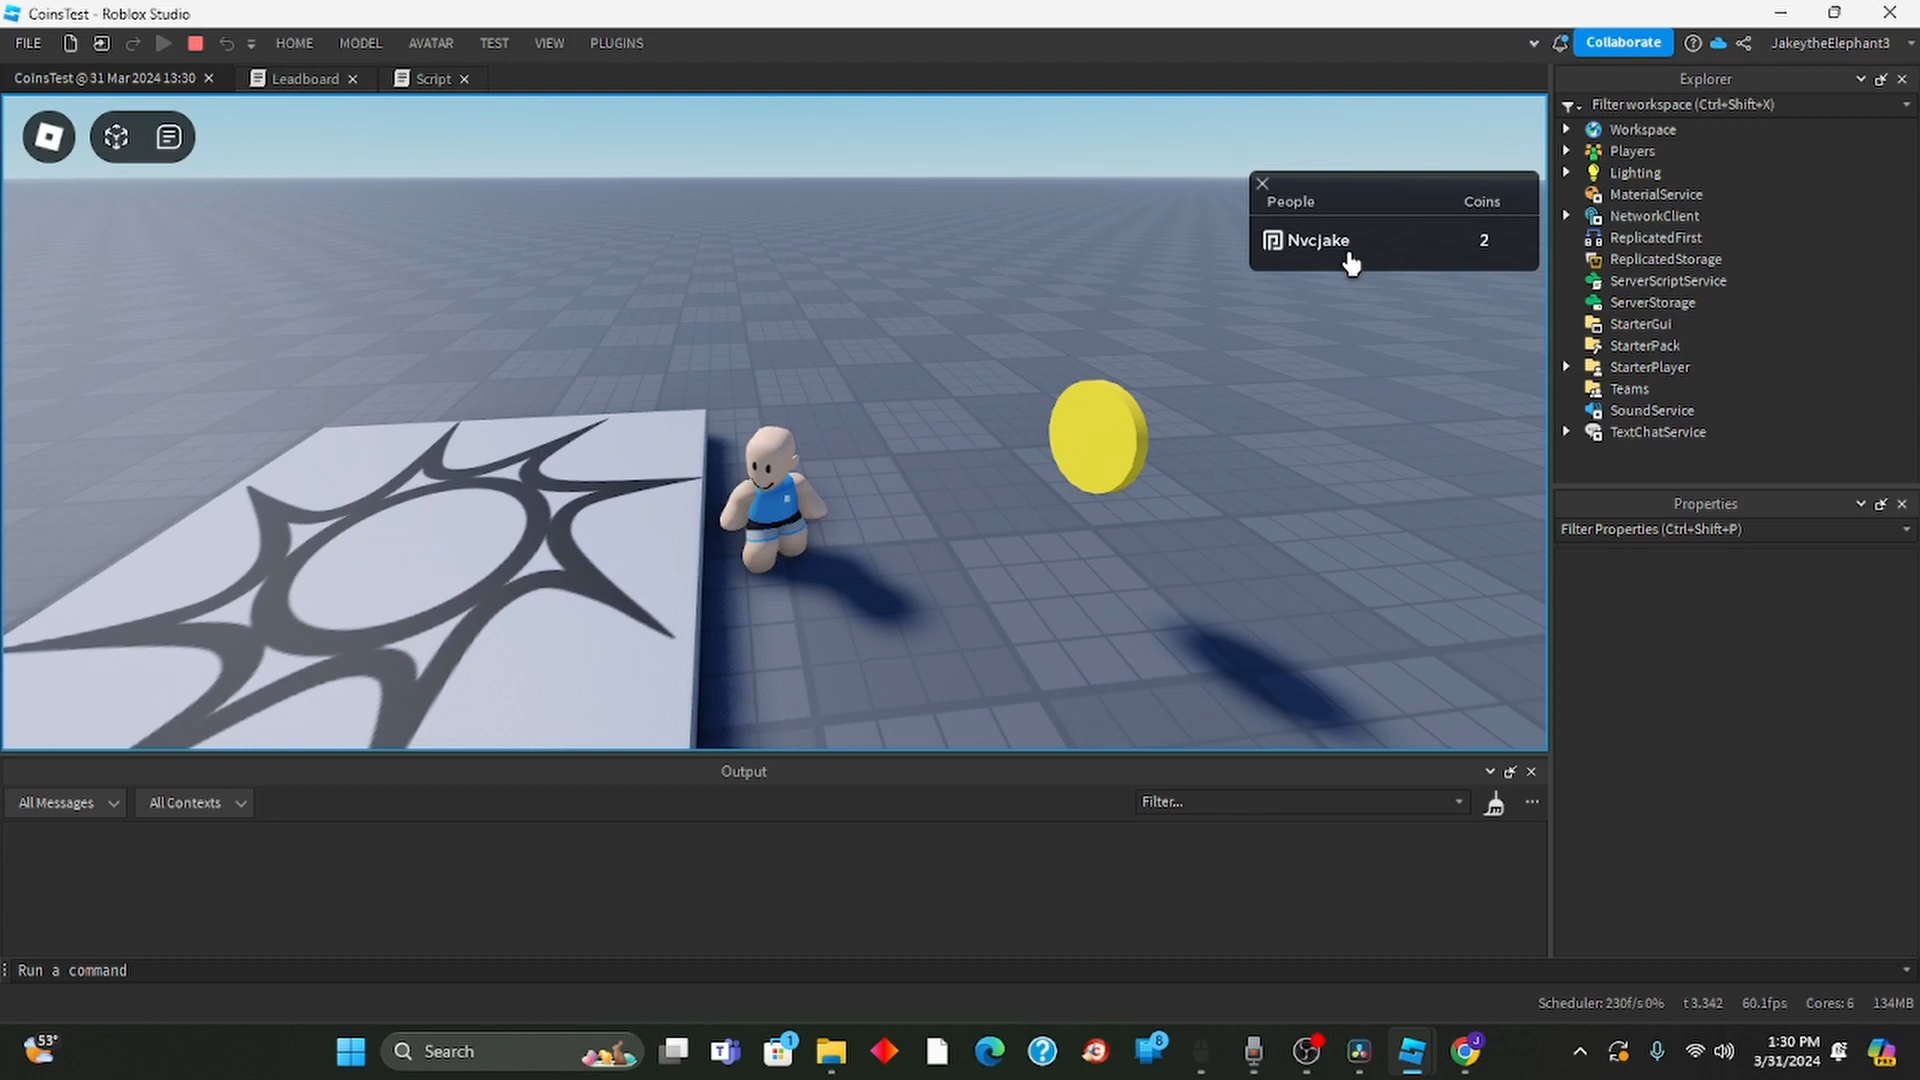 CoinsTest - Roblox Studio
FILE HOME MODEL AVATAR TEST VIEW PLUGINS Collaborate JakeytheElephant3
CoinsTest @ 31 Mar 2024 13:30 Leadboard Script
Explorer
Filter workspace (Ctrl+Shift+X)
Workspace
Players
Lighting
MaterialService
NetworkClient
ReplicatedFirst
ReplicatedStorage
ServerScriptService
ServerStorage
StarterGui
StarterPack
StarterPlayer
Teams
SoundService
TextChatService
Properties
Filter Properties (Ctrl+Shift+P)
People Coins
Nvcjake 2
Output
All Messages All Contexts Filter...
Run a command
Scheduler: 230f/s 0% t 3.342 60.1fps Cores: 6 134MB
53° Search 1 8 J 1:30 PM
3/31/2024
PRE